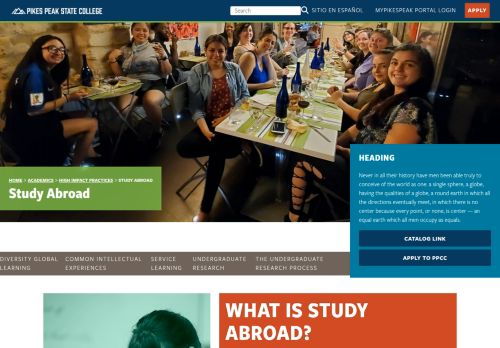 PIKES PEAK STATE COLLEGE
Search
SITIO EN ESPAÑOL
MYPIKESPEAK PORTAL LOGIN
APPLY
HOME > ACADEMICS > HIGH IMPACT PRACTICES > STUDY ABROAD
Study Abroad
HEADING
Never in all their history have men been able truly to
conceive of the world as one: a single sphere, a globe,
having the qualities of a globe, a round earth in which all
the directions eventually meet, in which there is no
center because every point, or none, is center — an
equal earth which all men occupy as equals.
CATALOG LINK
APPLY TO PPCC
DIVERSITY GLOBAL
LEARNING
COMMON INTELLECTUAL
EXPERIENCES
SERVICE
LEARNING
UNDERGRADUATE
RESEARCH
THE UNDERGRADUATE
RESEARCH PROCESS
WHAT IS STUDY
ABROAD?